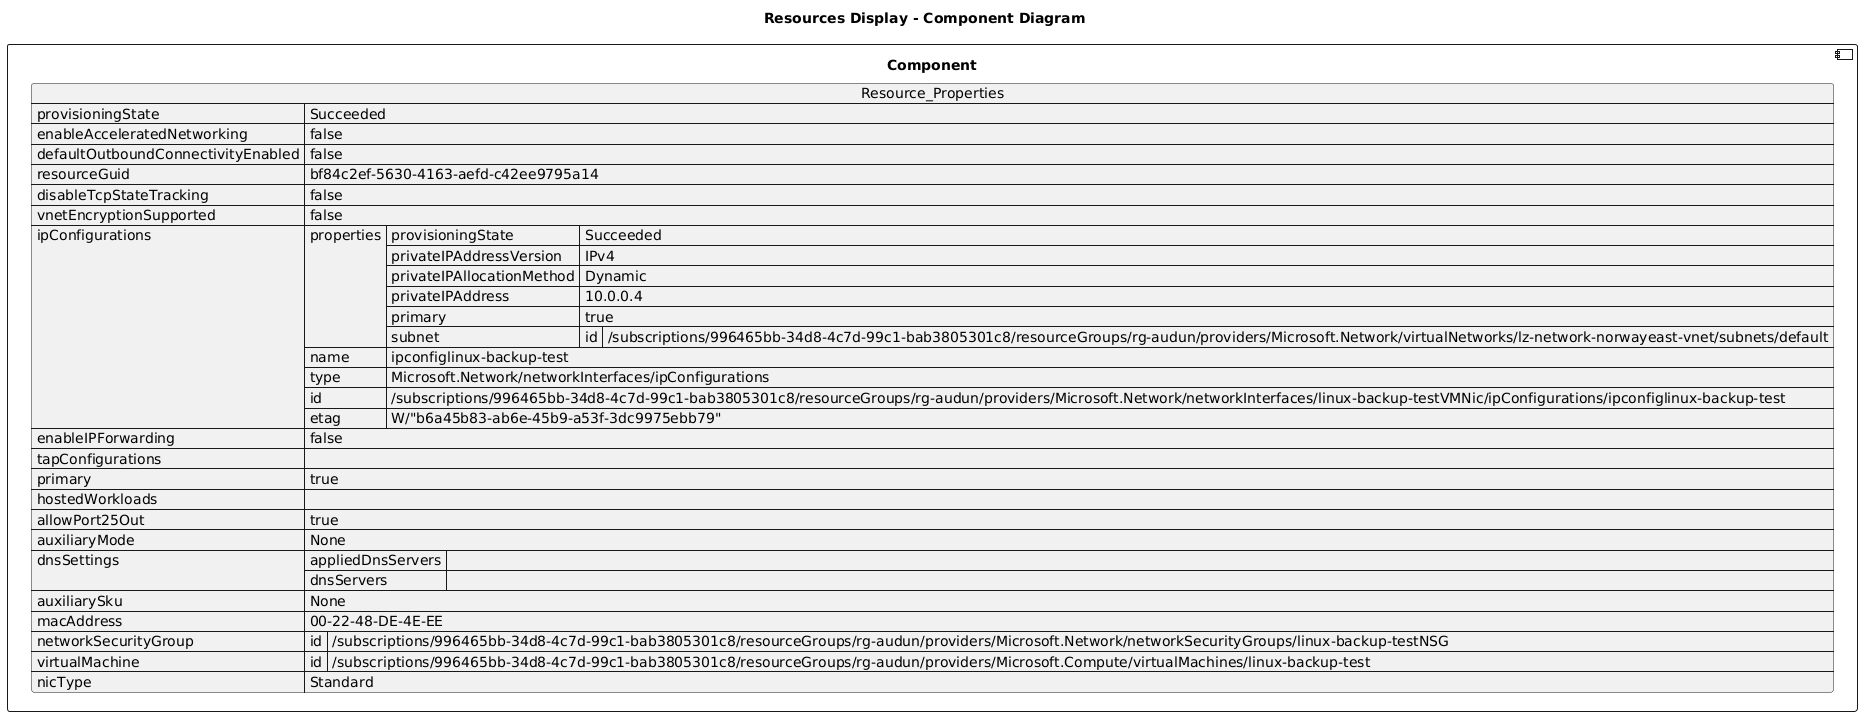 Resources Display - Component Diagram
Component
Resource_Properties
provisioningState Succeeded
enableAcceleratedNetworking false
defaultOutboundConnectivityEnabled false
resourceGuid bf84c2ef-5630-4163-aefd-c42ee9795a14
disableTcpStateTracking false
vnetEncryptionSupported false
ipConfigurations properties provisioningState Succeeded
privateIPAddressVersion IPv4
privateIPAllocationMethod Dynamic
privateIPAddress 10.0.0.4
primary true
subnet id /subscriptions/996465bb-34d8-4c7d-99c1-bab3805301c8/resourceGroups/rg-audun/providers/Microsoft.Network/virtualNetworks/lz-network-norwayeast-vnet/subnets/default
name ipconfiglinux-backup-test
type Microsoft.Network/networkInterfaces/ipConfigurations
id /subscriptions/996465bb-34d8-4c7d-99c1-bab3805301c8/resourceGroups/rg-audun/providers/Microsoft.Network/networkInterfaces/linux-backup-testVMNic/ipConfigurations/ipconfiglinux-backup-test
etag W/"b6a45b83-ab6e-45b9-a53f-3dc9975ebb79"
enableIPForwarding false
tapConfigurations
primary true
hostedWorkloads
allowPort25Out true
auxiliaryMode None
dnsSettings appliedDnsServers
dnsServers
auxiliarySku None
macAddress 00-22-48-DE-4E-EE
networkSecurityGroup id /subscriptions/996465bb-34d8-4c7d-99c1-bab3805301c8/resourceGroups/rg-audun/providers/Microsoft.Network/networkSecurityGroups/linux-backup-testNSG
virtualMachine id /subscriptions/996465bb-34d8-4c7d-99c1-bab3805301c8/resourceGroups/rg-audun/providers/Microsoft.Compute/virtualMachines/linux-backup-test
nicType Standard